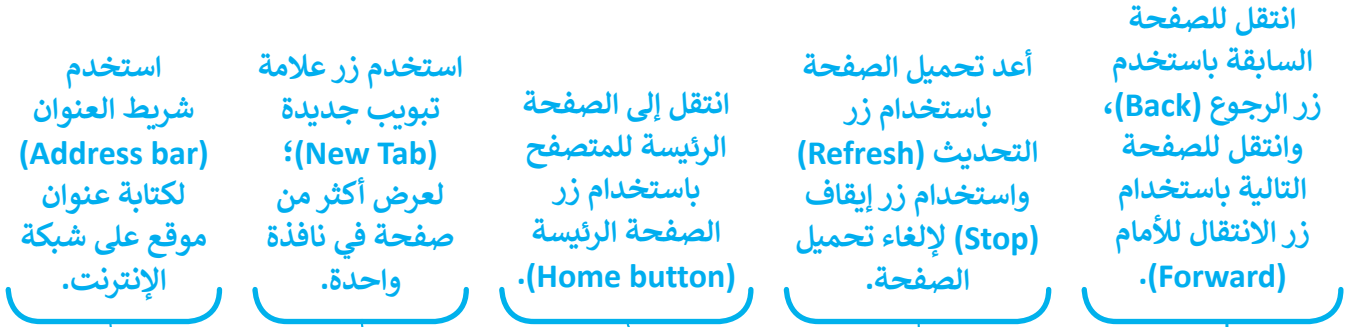 انتقل للصفحة
السابقة باستخدم
زر الرجوع (Back)،
وانتقل للصفحة
التالية باستخدام
زر الانتقال للأمام
(Forward).
أعد تحميل الصفحة
باستخدام زر
التحديث (Refresh)
واستخدام زر إيقاف
(Stop) لإلغاء تحميل
الصفحة.
انتقل إلى الصفحة
الرئيسة للمتصفح
باستخدام زر
الصفحة الرئيسة
(Home button).
استخدم زر علامة
تبويب جديدة
(New Tab)؛
لعرض أكثر من
صفحة في نافذة
واحدة.
استخدم
شريط العنوان
(Address bar)
لكتابة عنوان
موقع على شبكة
الإنترنت.